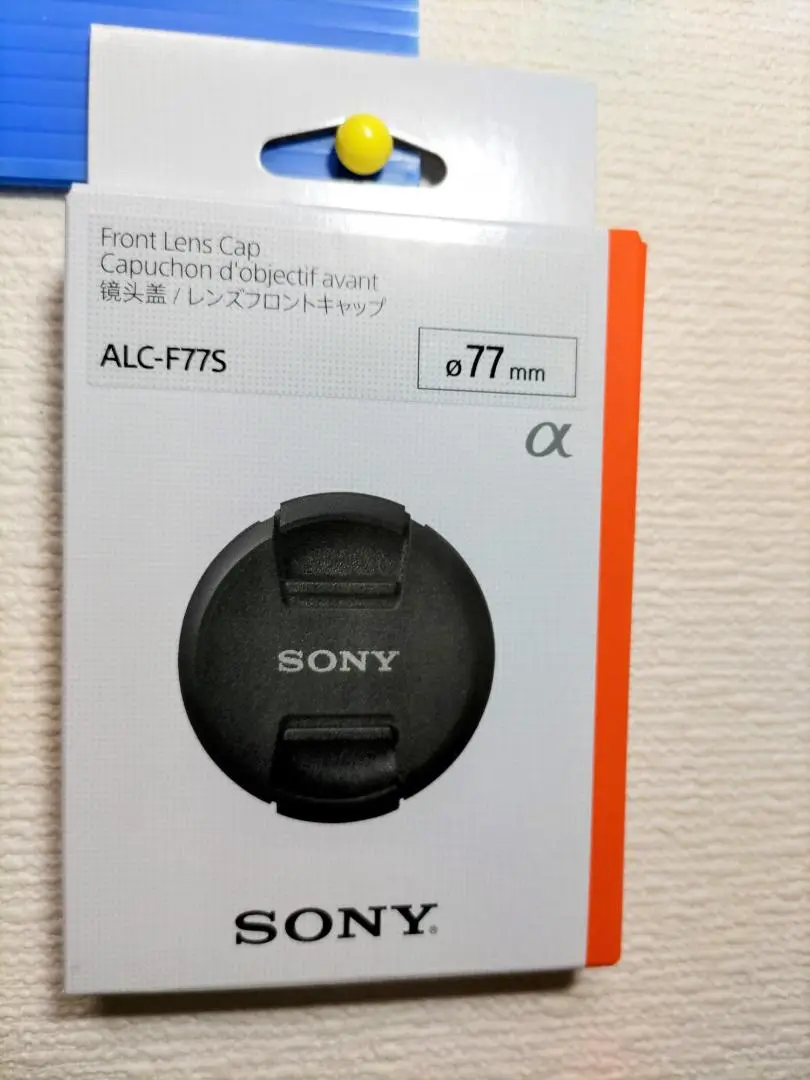 Front Lens Cap
Capuchon d'objectif avant
镜头盖 / レンズフロントキャップ
ALC-F77S
ø77 mm
α
SONY
SONY®